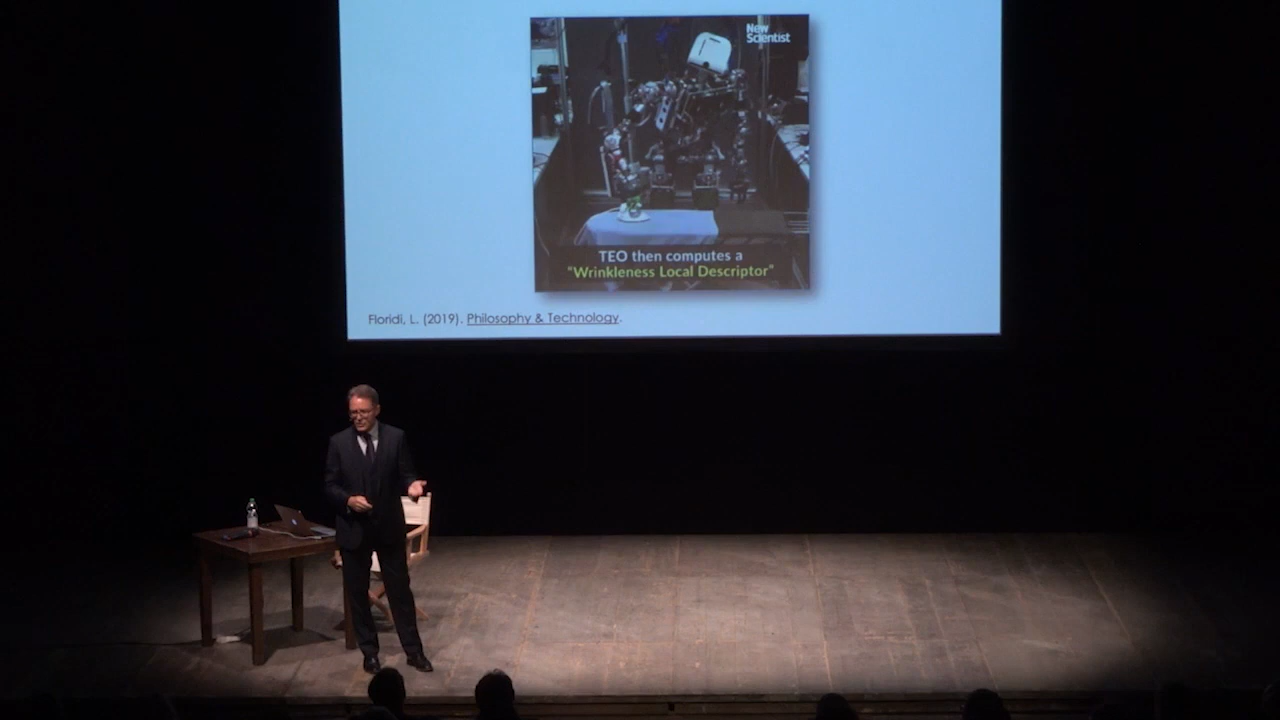 New
Scientist
TEO then computes a
"Wrinkleness Local Descriptor"
Floridi, L. (2019). Philosophy & Technology.